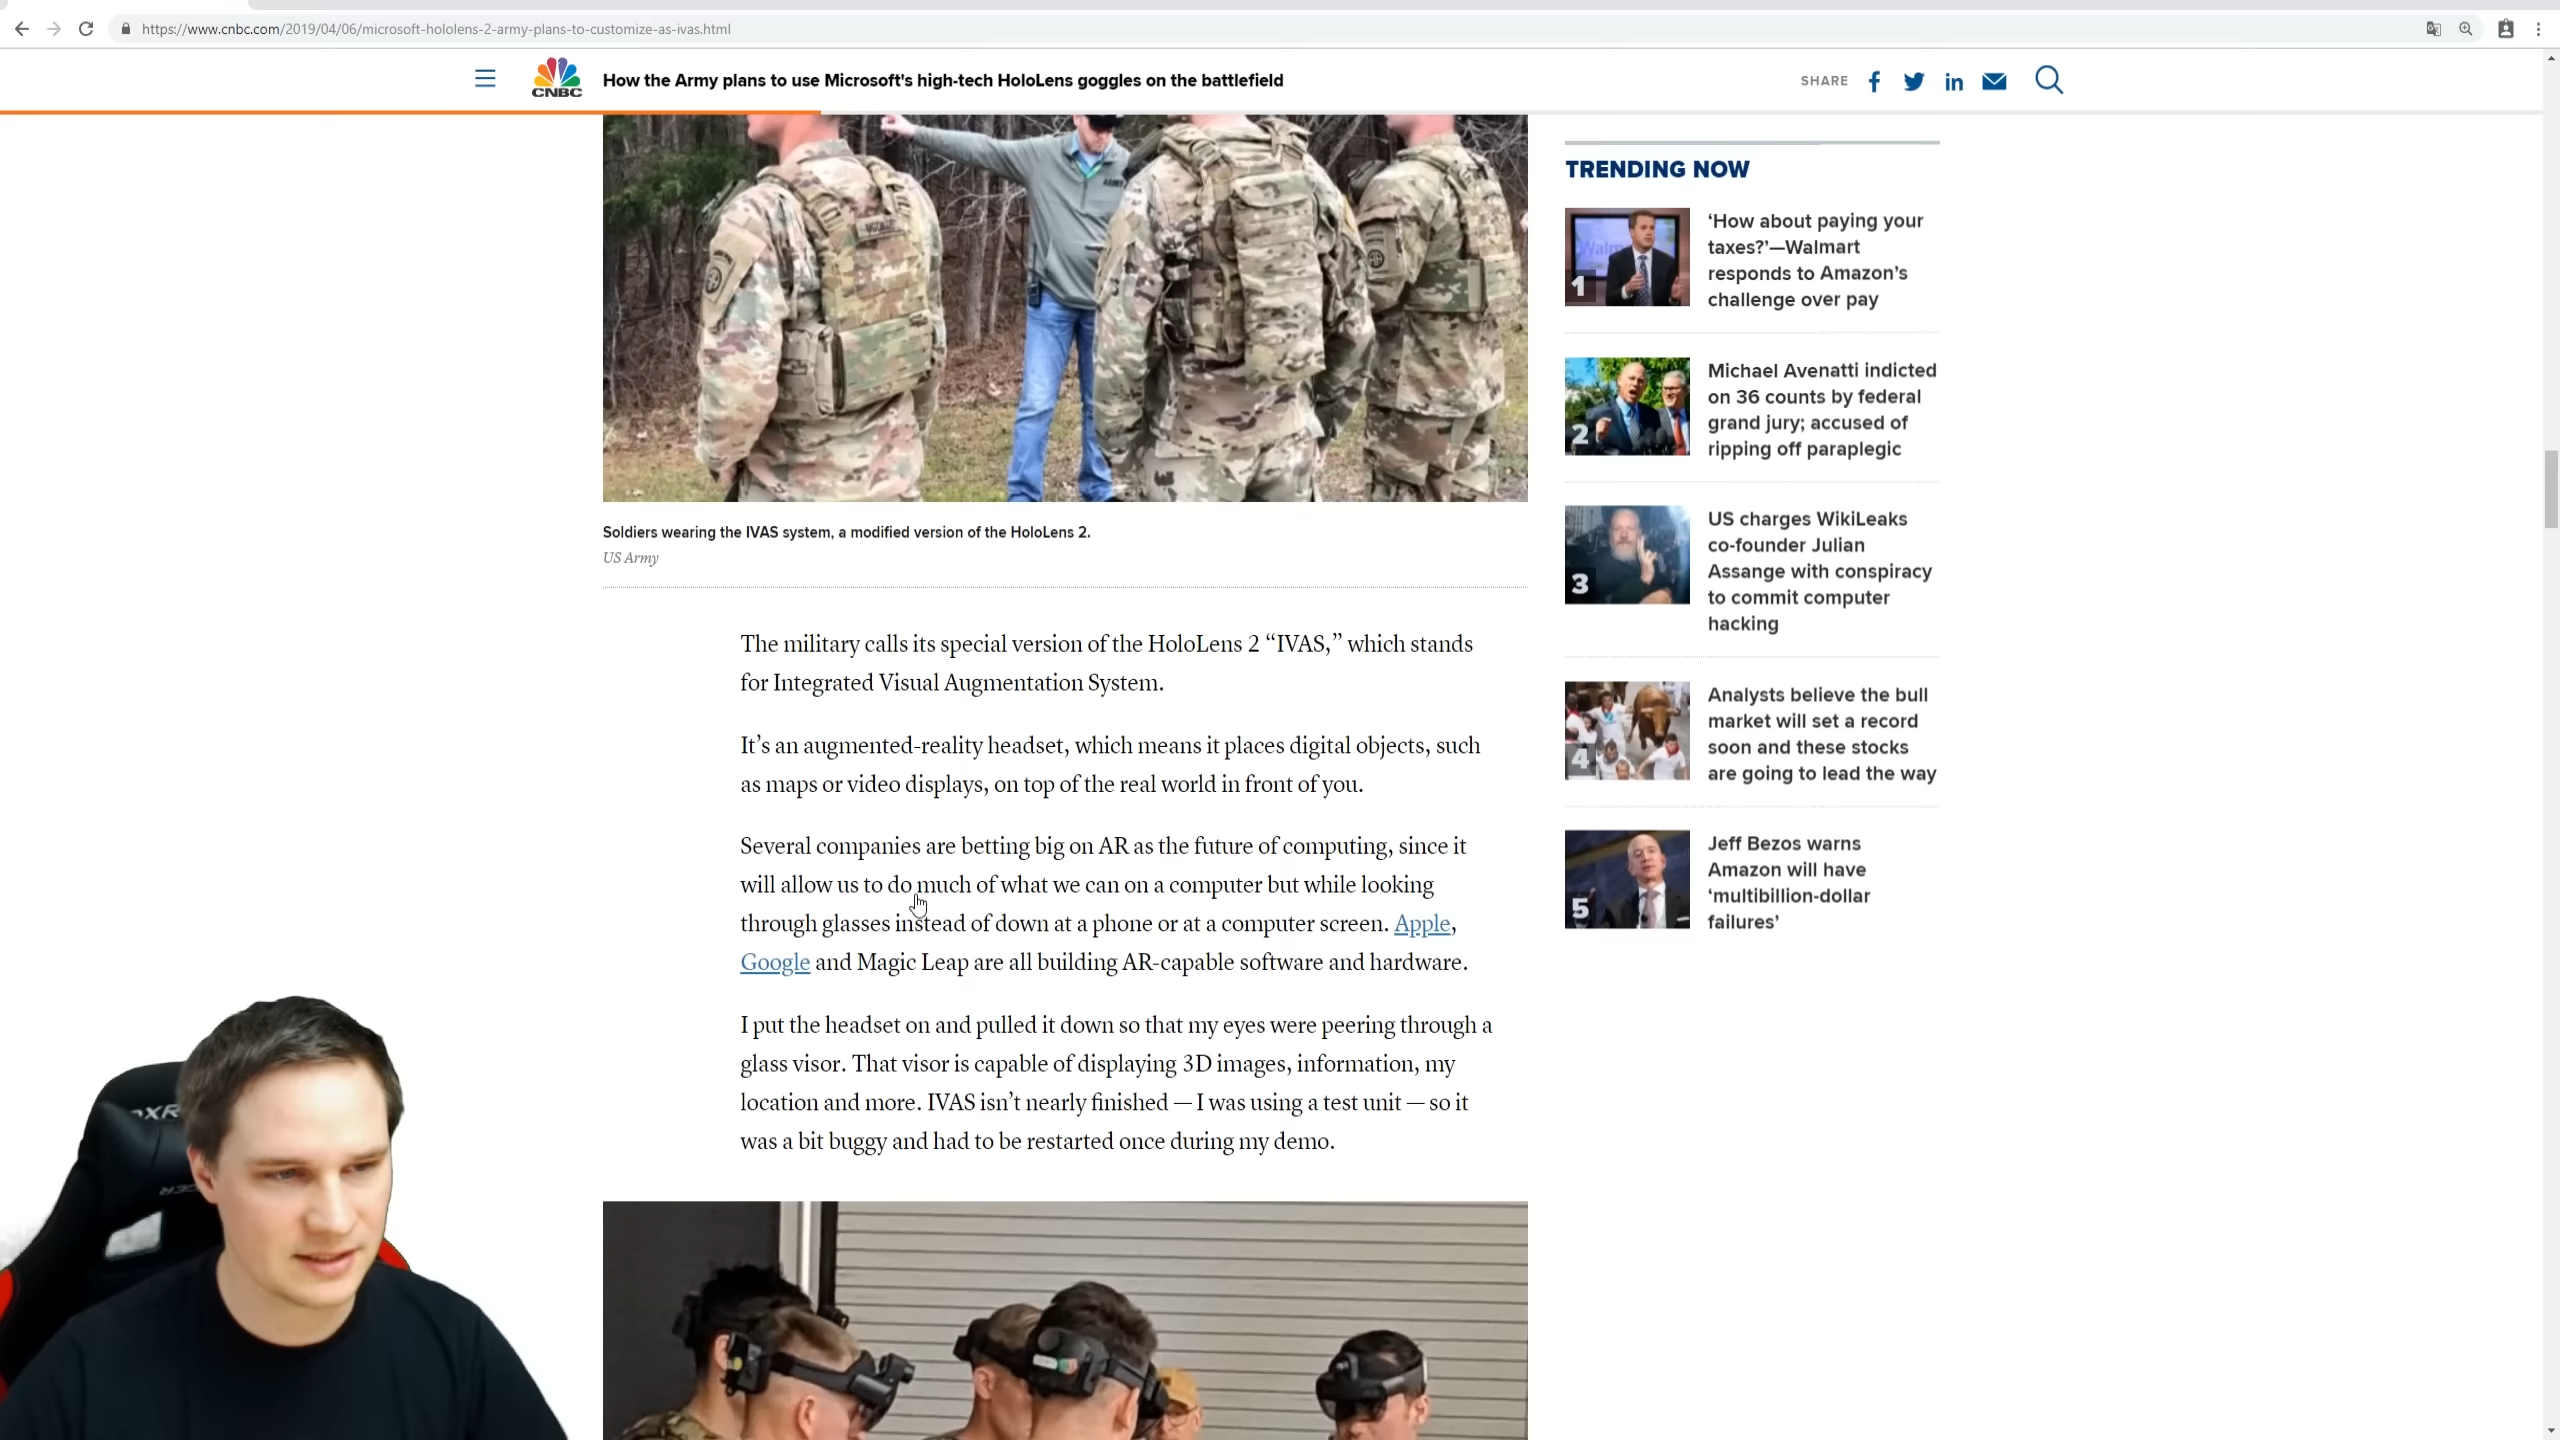 https://www.cnbc.com/2019/04/06/microsoft-hololens-2-army-plans-to-customize-as-ivas.html
CNBC
How the Army plans to use Microsoft's high-tech HoloLens goggles on the battlefield
SHARE
Soldiers wearing the IVAS system, a modified version of the HoloLens 2.
US Army
The military calls its special version of the HoloLens 2 “IVAS,” which stands
for Integrated Visual Augmentation System.
It’s an augmented-reality headset, which means it places digital objects, such
as maps or video displays, on top of the real world in front of you.
Several companies are betting big on AR as the future of computing, since it
will allow us to do much of what we can on a computer but while looking
through glasses instead of down at a phone or at a computer screen. Apple,
Google and Magic Leap are all building AR-capable software and hardware.
I put the headset on and pulled it down so that my eyes were peering through a
glass visor. That visor is capable of displaying 3D images, information, my
location and more. IVAS isn’t nearly finished — I was using a test unit — so it
was a bit buggy and had to be restarted once during my demo.
TRENDING NOW
1
‘How about paying your
taxes?’—Walmart
responds to Amazon’s
challenge over pay
2
Michael Avenatti indicted
on 36 counts by federal
grand jury; accused of
ripping off paraplegic
3
US charges WikiLeaks
co-founder Julian
Assange with conspiracy
to commit computer
hacking
4
Analysts believe the bull
market will set a record
soon and these stocks
are going to lead the way
5
Jeff Bezos warns
Amazon will have
‘multibillion-dollar
failures’